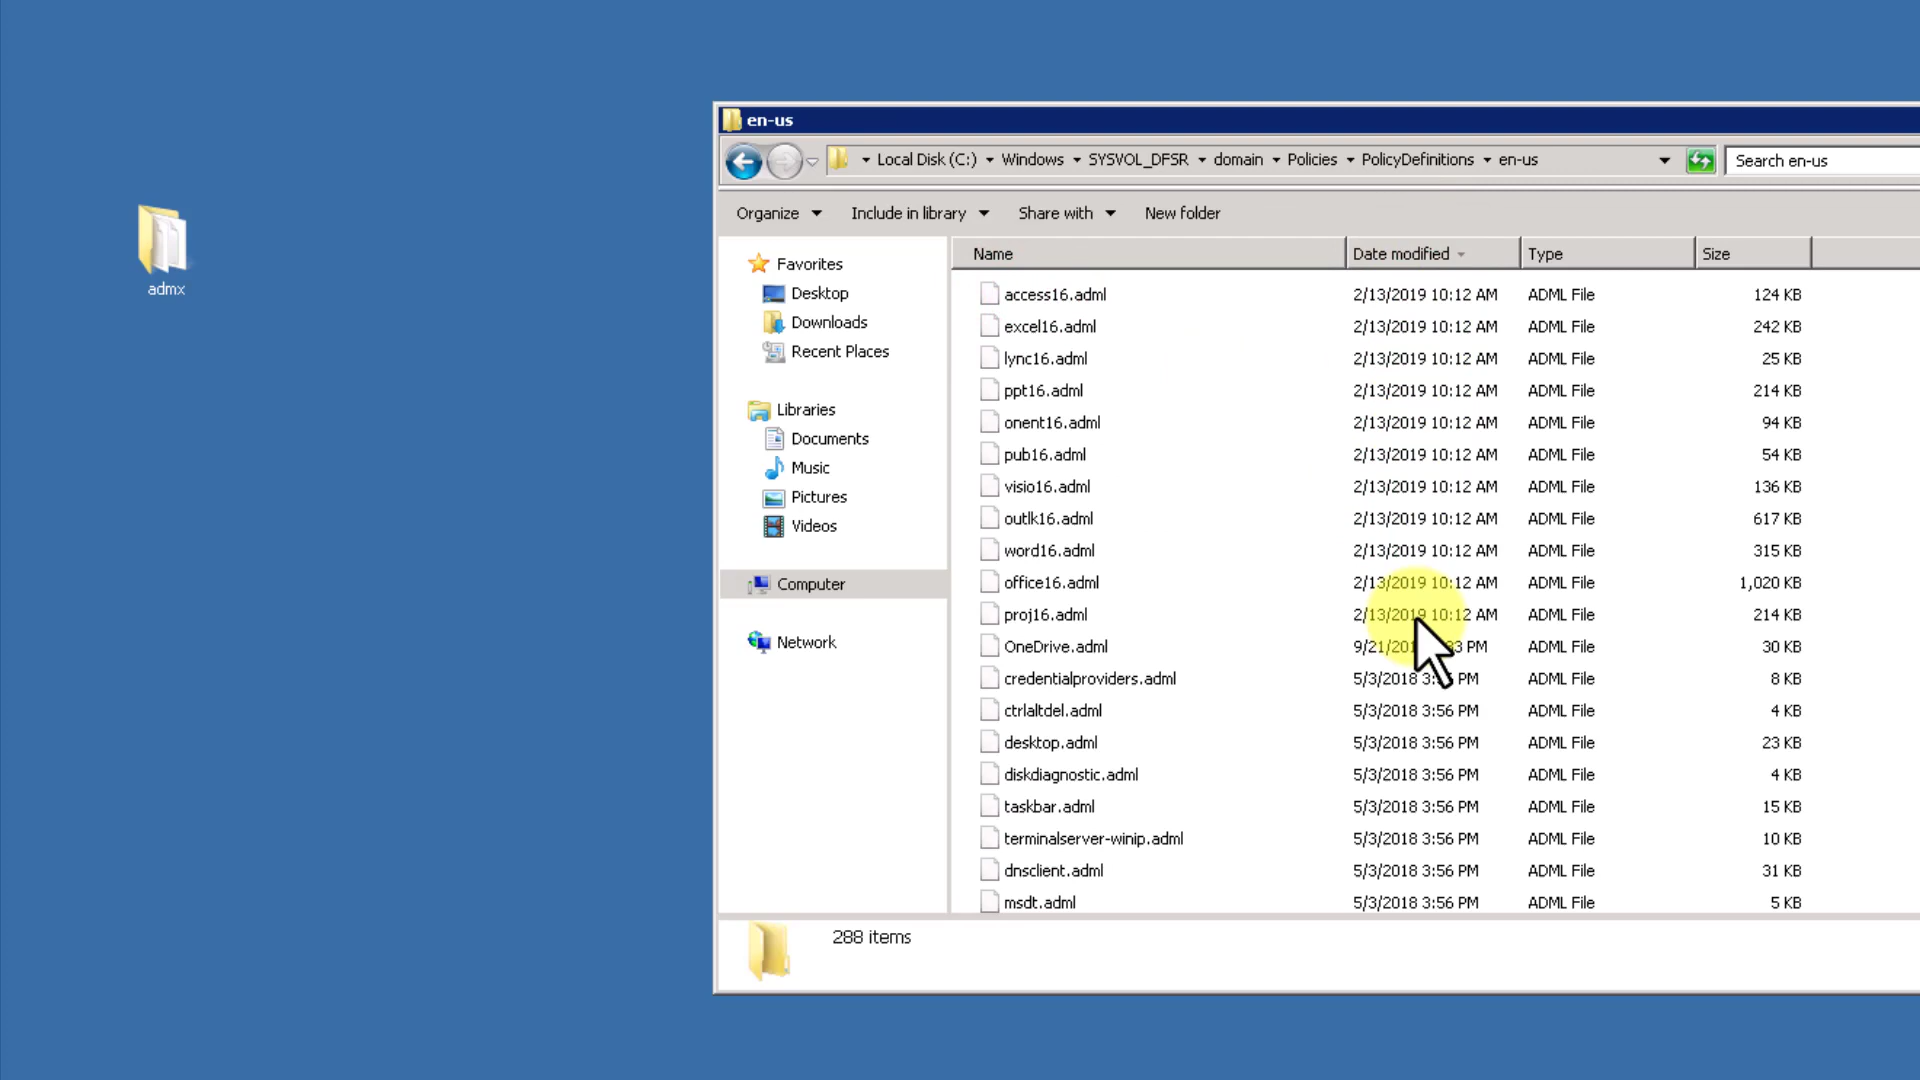 admx
en-us
Local Disk (C:) Windows SYSVOL_DFSR domain Policies PolicyDefinitions en-us Search en-us
Organize Include in library Share with New folder
Favorites
Desktop
Downloads
Recent Places
Libraries
Documents
Music
Pictures
Videos
Computer
Network
Name Date modified Type Size
access16.adml 2/13/2019 10:12 AM ADML File 124 KB
excel16.adml 2/13/2019 10:12 AM ADML File 242 KB
lync16.adml 2/13/2019 10:12 AM ADML File 25 KB
ppt16.adml 2/13/2019 10:12 AM ADML File 214 KB
onent16.adml 2/13/2019 10:12 AM ADML File 94 KB
pub16.adml 2/13/2019 10:12 AM ADML File 54 KB
visio16.adml 2/13/2019 10:12 AM ADML File 136 KB
outlk16.adml 2/13/2019 10:12 AM ADML File 617 KB
word16.adml 2/13/2019 10:12 AM ADML File 315 KB
office16.adml 2/13/2019 10:12 AM ADML File 1,020 KB
proj16.adml 2/13/2019 10:12 AM ADML File 214 KB
OneDrive.adml PM ADML File 30 KB
credentialproviders.adml 5/3/2018 PM ADML File 8 KB
ctrlaltdel.adml 5/3/2018 3:56 PM ADML File 4 KB
desktop.adml 5/3/2018 3:56 PM ADML File 23 KB
diskdiagnostic.adml 5/3/2018 3:56 PM ADML File 4 KB
taskbar.adml 5/3/2018 3:56 PM ADML File 15 KB
terminalserver-winip.adml 5/3/2018 3:56 PM ADML File 10 KB
dnsclient.adml 5/3/2018 3:56 PM ADML File 31 KB
msdt.adml 5/3/2018 3:56 PM ADML File 5 KB
288 items